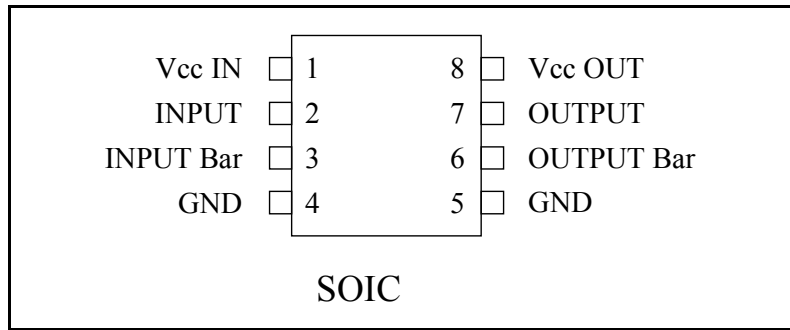 Vcc IN 1 8 Vcc OUT
INPUT 2 7 OUTPUT
INPUT Bar 3 6 OUTPUT Bar
GND 4 5 GND
SOIC